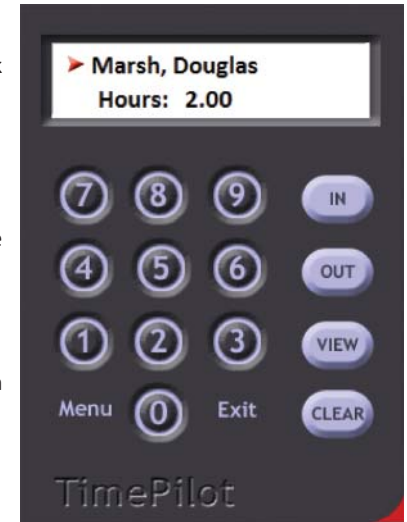 ➤ Marsh, Douglas
Hours: 2.00
7 8 9 IN
4 5 6 OUT
1 2 3 VIEW
Menu 0 Exit CLEAR
TimePilot